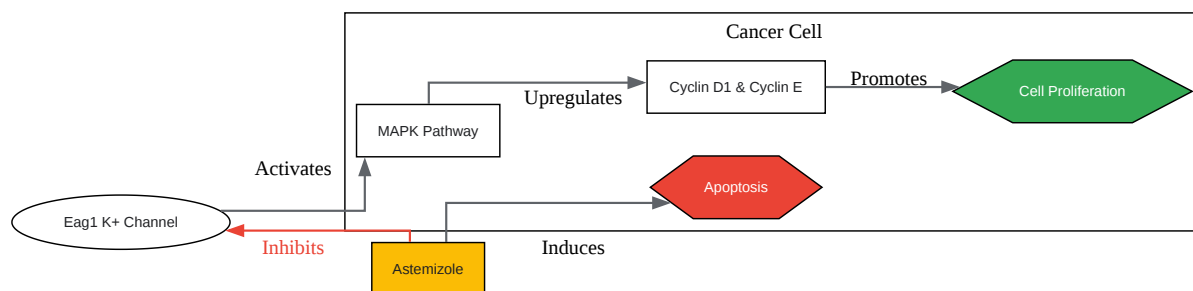 Cancer Cell
Cyclin D1 & Cyclin E
Promotes
Cell Proliferation
Upregulates
MAPK Pathway
Activates
Apoptosis
Eag1 K+ Channel
Inhibits
Induces
Astemizole